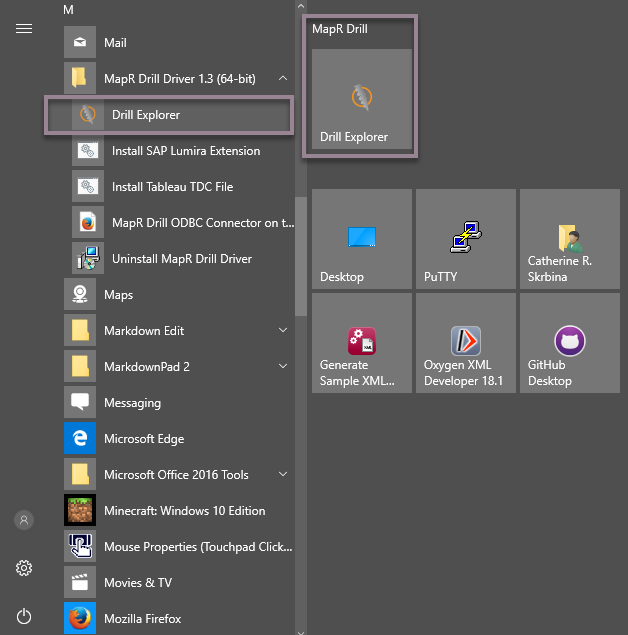 M
Mail
MapR Drill Driver 1.3 (64-bit)
Drill Explorer
Install SAP Lumira Extension
Install Tableau TDC File
MapR Drill ODBC Connector on t...
Uninstall MapR Drill Driver
Maps
Markdown Edit
MarkdownPad 2
Messaging
Microsoft Edge
Microsoft Office 2016 Tools
Minecraft: Windows 10 Edition
Mouse Properties (Touchpad Click...
Movies & TV
Mozilla Firefox
MapR Drill
Drill Explorer
Desktop
PuTTY
Catherine R.
Skrbina
Generate
Sample XML...
Oxygen XML
Developer 18.1
GitHub
Desktop